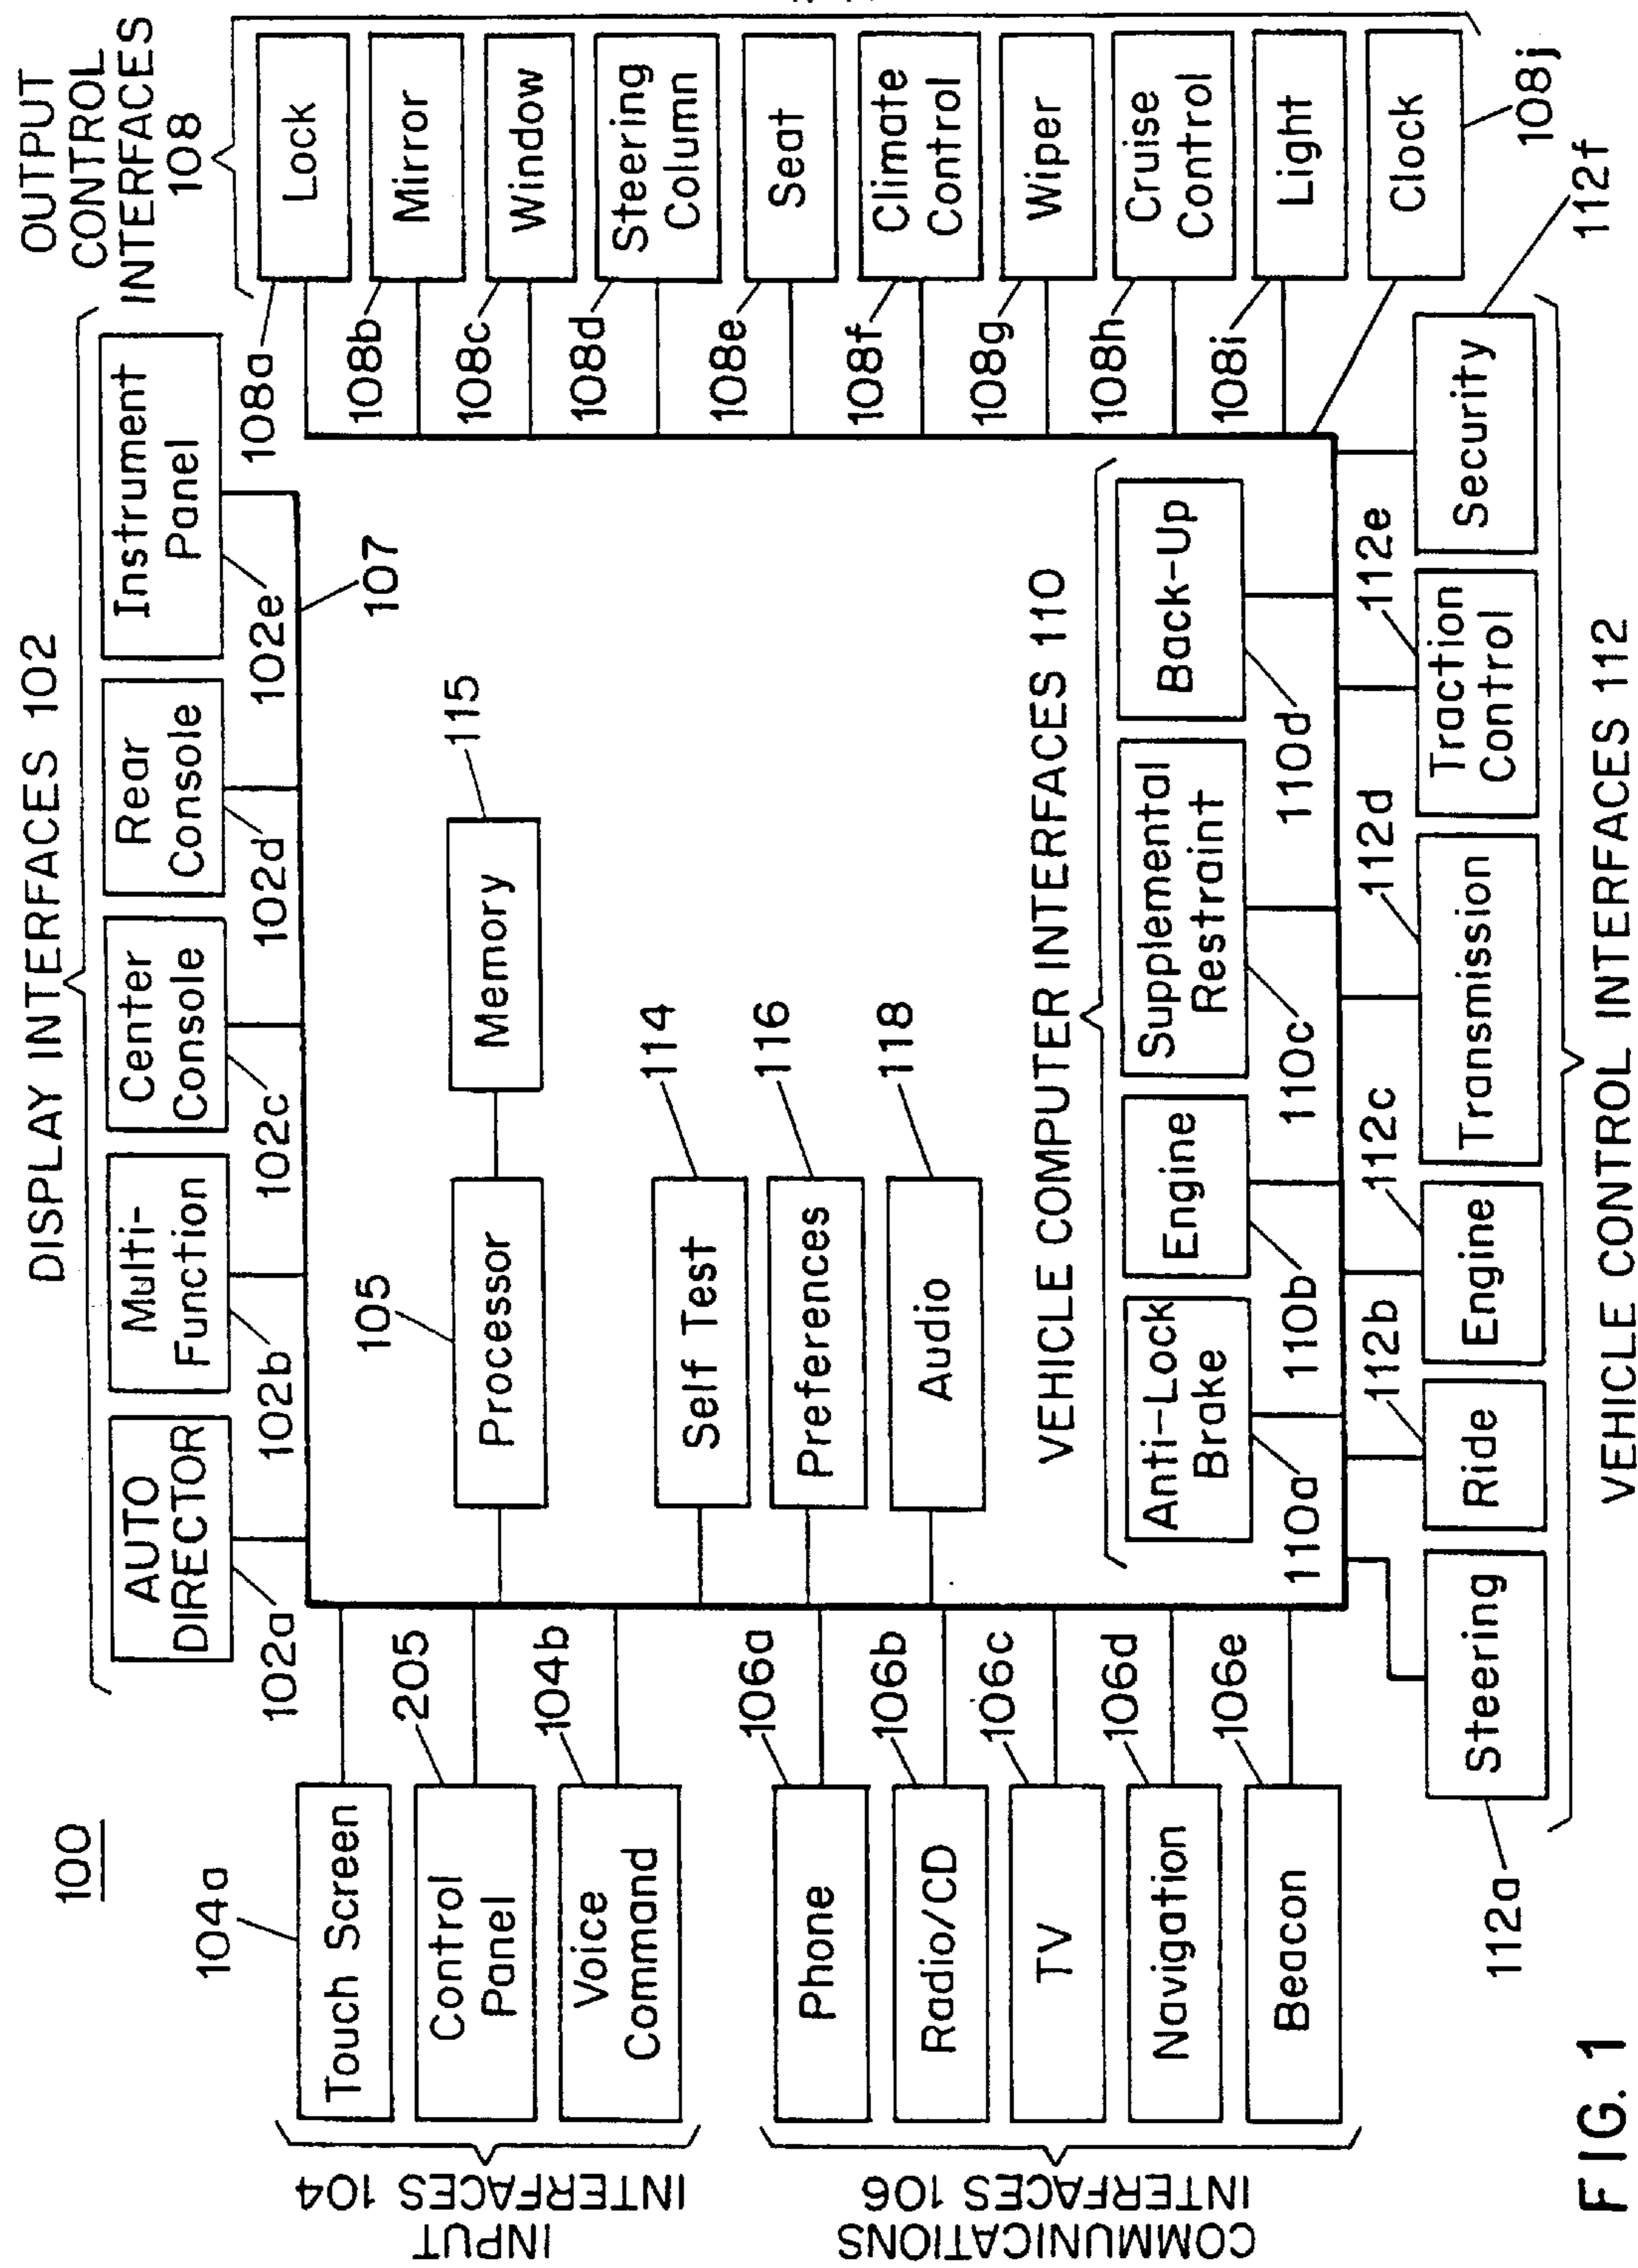 FIG. 1
100
DISPLAY INTERFACES 102
AUTO
DIRECTOR
102a
Multi-
Function
102b
Center
Console
102c
Rear
Console
102d
Instrument
Panel
102e
107
INPUT
INTERFACES 104
Touch Screen
104a
Control
Panel
205
Voice
Command
104b
COMMUNICATIONS
INTERFACES 106
Phone
106a
Radio/CD
106b
TV
106c
Navigation
106d
Beacon
106e
105
Processor
Memory
115
Self Test
114
Preferences
116
Audio
118
VEHICLE COMPUTER INTERFACES 110
Anti-Lock
Brake
110a
Engine
110b
Supplemental
Restraint
110c
Back-Up
110d
OUTPUT
CONTROL
INTERFACES
108
Lock
108a
Mirror
108b
Window
108c
Steering
Column
108d
Seat
108e
Climate
Control
108f
Wiper
108g
Cruise
Control
108h
Light
108i
Clock
108j
Steering
112a
Ride
112b
Engine
112c
Transmission
112d
Traction
Control
112e
Security
112f
VEHICLE CONTROL INTERFACES 112